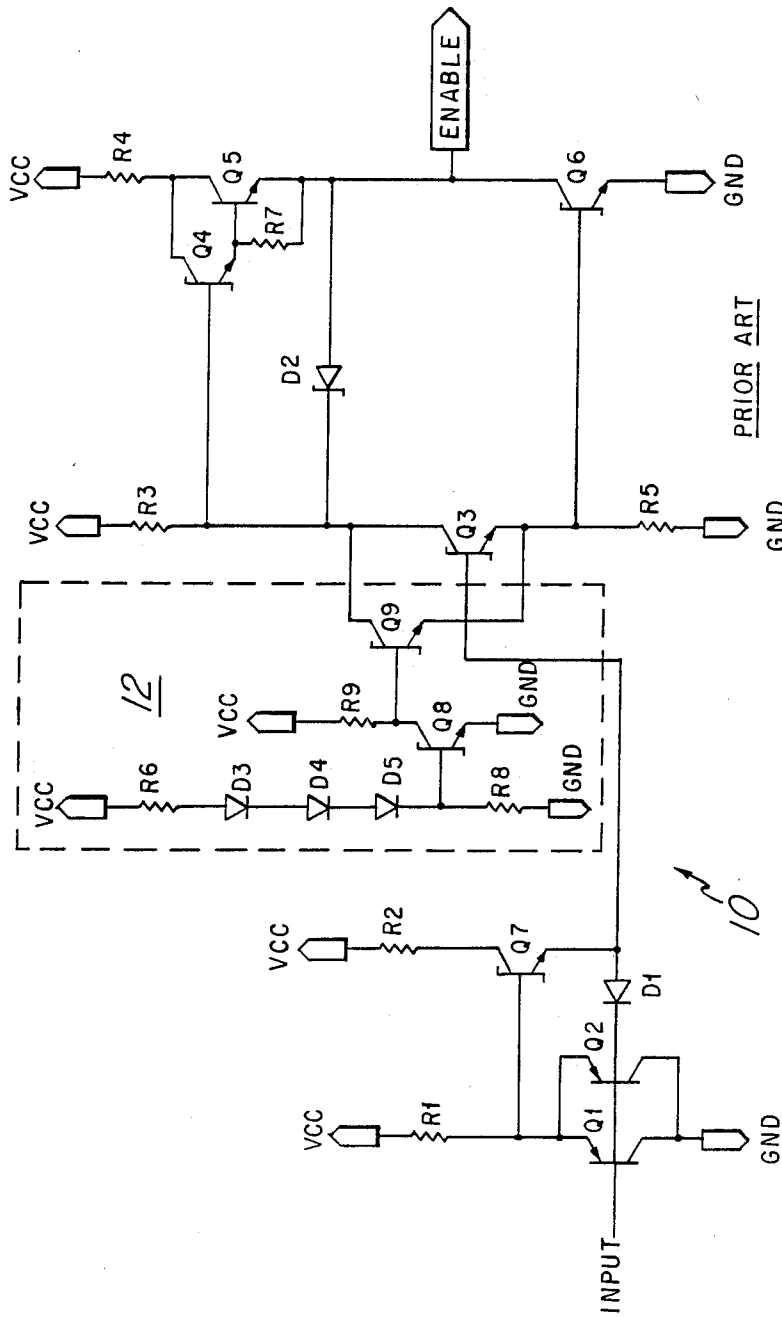 VCC
R4
Q5
Q4
R7
ENABLE
Q6
GND
D2
PRIOR ART
VCC
R3
Q3
R5
GND
12
Q9
VCC
R9
Q8
GND
VCC
R6
D3
D4
D5
R8
GND
10
VCC
R2
Q7
D1
Q2
VCC
R1
Q1
GND
INPUT